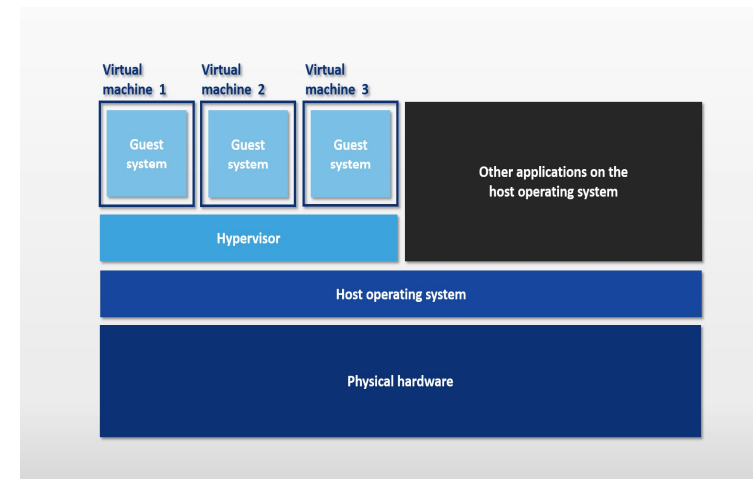 Virtual
machine 1
Virtual
machine 2
Virtual
machine 3
Guest
system
Guest
system
Guest
system
Other applications on the
host operating system
Hypervisor
Host operating system
Physical hardware